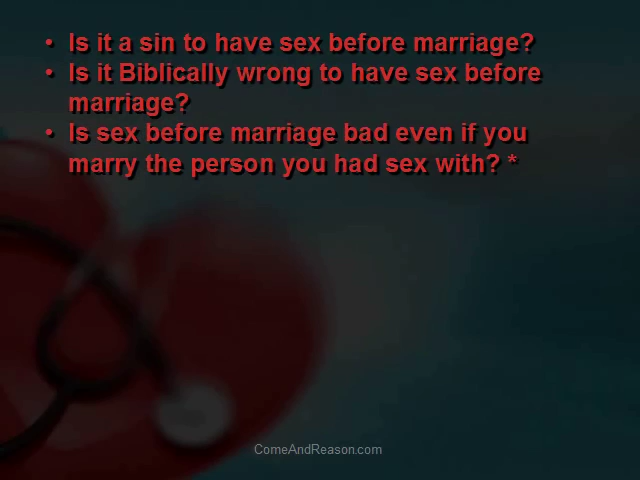 • Is it a sin to have sex before marriage?
• Is it Biblically wrong to have sex before
marriage?
• Is sex before marriage bad even if you
marry the person you had sex with? *
ComeAndReason.com